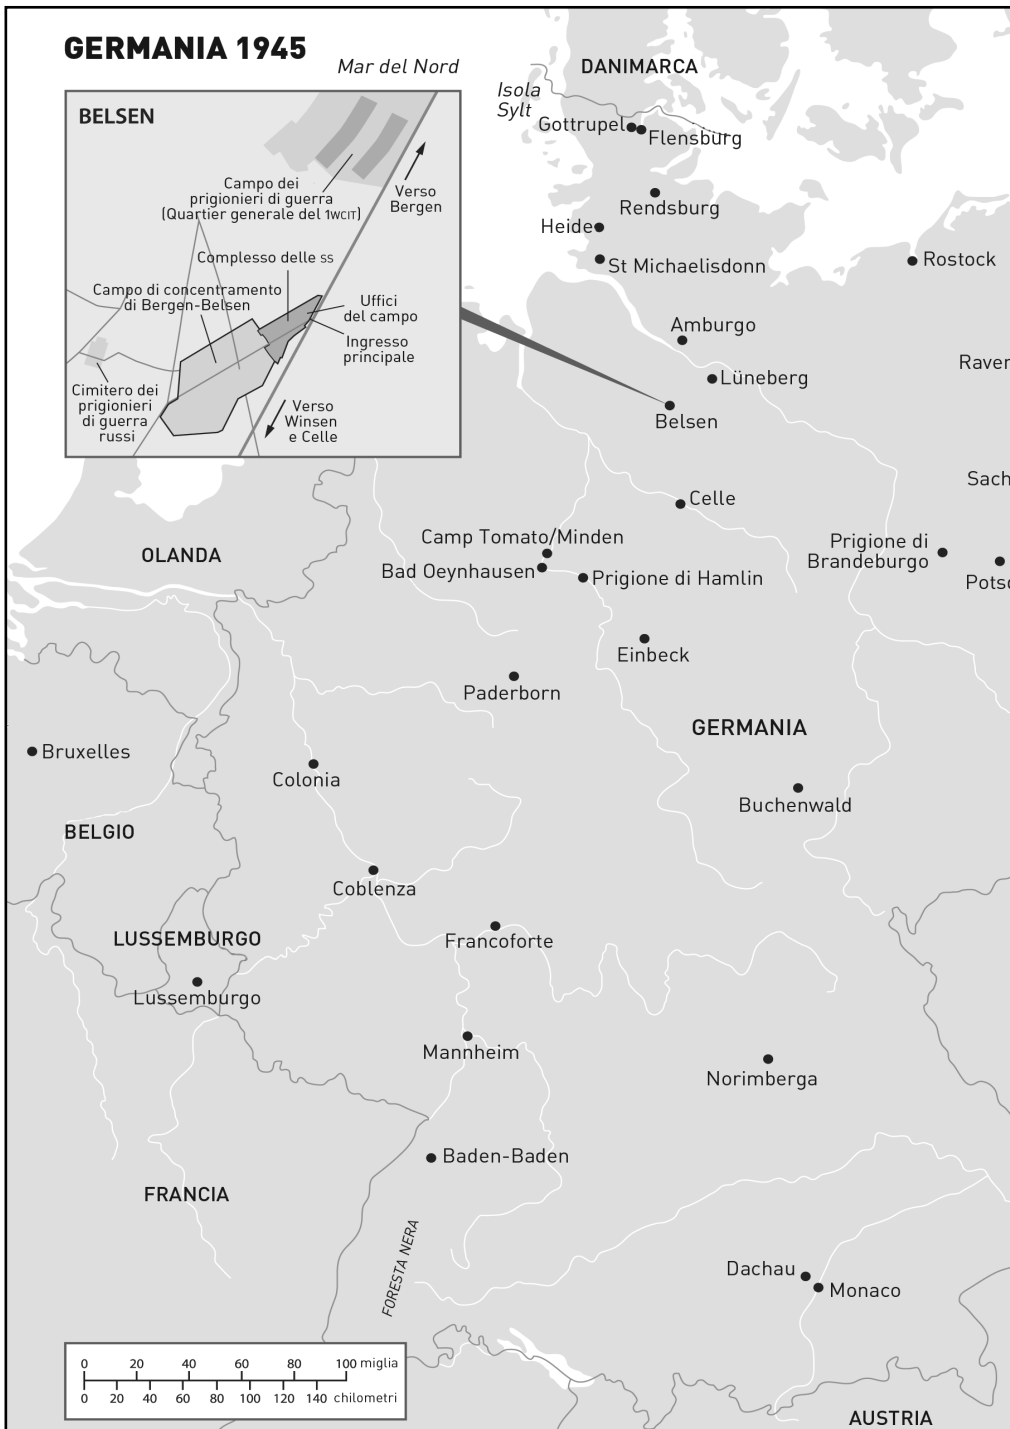 GERMANIA 1945
Mar del Nord
DANIMARCA
Isola
Sylt
Gottrupel
Flensburg
BELSEN
Campo dei
prigionieri di guerra
(Quartier generale del 1WCIT)
Verso
Bergen
Complesso delle SS
Campo di concentramento
di Bergen-Belsen
Uffici
del campo
Ingresso
principale
Cimitero dei
prigionieri
di guerra
russi
Verso
Winsen
e Celle
Rendsburg
Heide
St Michaelisdonn
Rostock
Amburgo
Raver
Lüneberg
Belsen
Sach
Celle
Camp Tomato/Minden
Prigione di
Brandeburgo
OLANDA
Bad Oeynhausen
Prigione di Hamlin
Pots
Einbeck
Paderborn
GERMANIA
Bruxelles
Colonia
Buchenwald
BELGIO
Coblenza
LUSSEMBURGO
Francoforte
Lussemburgo
Mannheim
Norimberga
Baden-Baden
FRANCIA
FORESTA NERA
Dachau
Monaco
0 20 40 60 80 100 miglia
0 20 40 60 80 100 120 140 chilometri
AUSTRIA